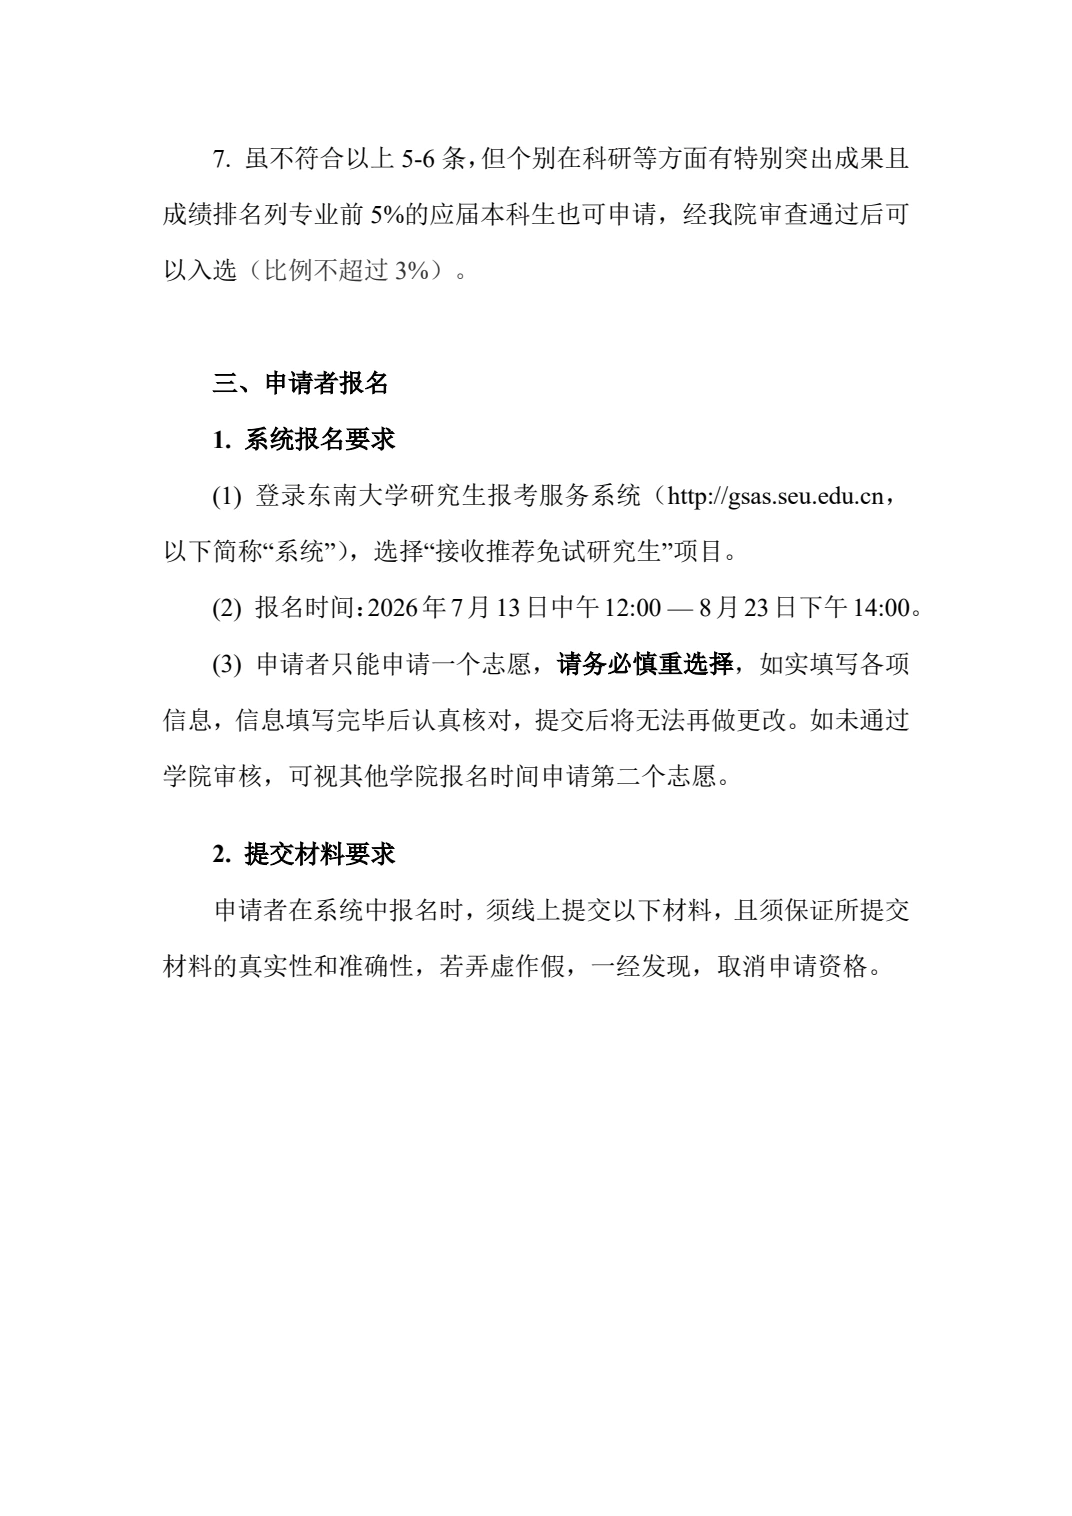 7. 虽不符合以上 5-6 条，但个别在科研等方面有特别突出成果且
成绩排名列专业前 5%的应届本科生也可申请，经我院审查通过后可
以入选（比例不超过 3%）。
三、申请者报名
1. 系统报名要求
(1) 登录东南大学研究生报考服务系统（http://gsas.seu.edu.cn，
以下简称“系统”），选择“接收推荐免试研究生”项目。
(2) 报名时间：2026年7月13日中午12:00 — 8月23日下午14:00。
(3) 申请者只能申请一个志愿，请务必慎重选择，如实填写各项
信息，信息填写完毕后认真核对，提交后将无法再做更改。如未通过
学院审核，可视其他学院报名时间申请第二个志愿。
2. 提交材料要求
申请者在系统中报名时，须线上提交以下材料，且须保证所提交
材料的真实性和准确性，若弄虚作假，一经发现，取消申请资格。